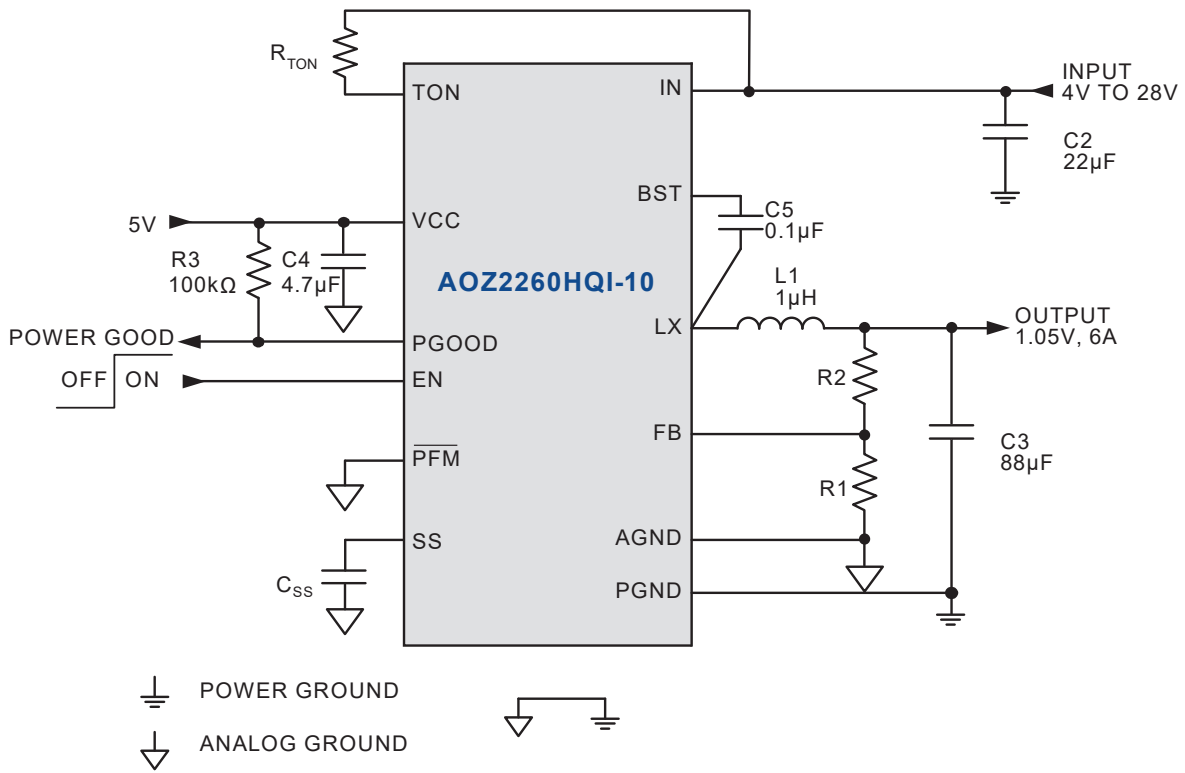 R_TON
TON
IN
INPUT
4V TO 28V
C2
22μF
BST
C5
0.1μF
5V
VCC
R3
100kΩ
C4
4.7μF
AOZ2260HQI-10
L1
1μH
LX
OUTPUT
1.05V, 6A
POWER GOOD
PGOOD
OFF
ON
EN
R2
FB
PFM
C3
88μF
R1
SS
AGND
C_SS
PGND
POWER GROUND
ANALOG GROUND